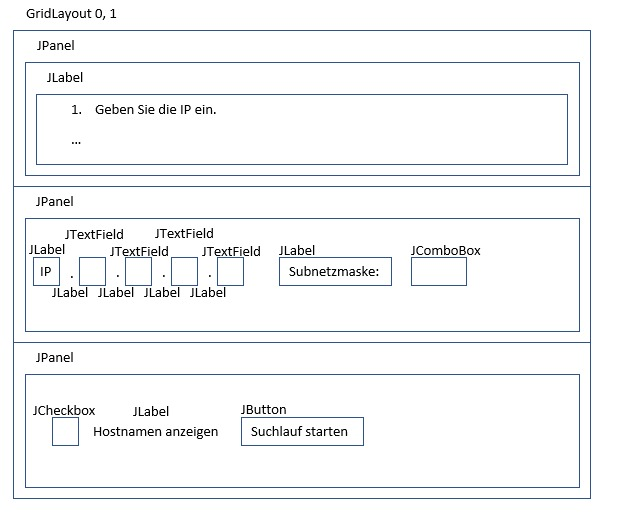 GridLayout 0, 1
JPanel
JLabel
1. Geben Sie die IP ein.
...
JPanel
JTextField JTextField
JLabel JTextField JTextField JLabel JComboBox
IP . . . . Subnetzmaske:
JLabel JLabel JLabel JLabel
JPanel
JCheckbox JLabel JButton
Hostnamen anzeigen Suchlauf starten